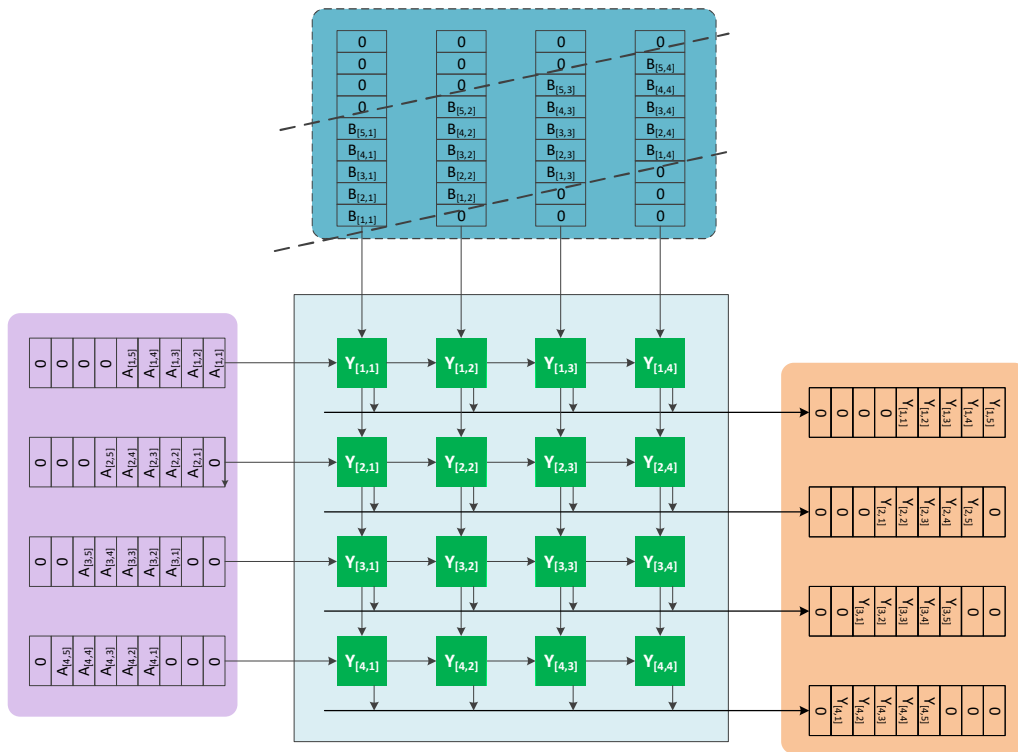 0 0 0 0
0 0 0 B[5,4]
0 0 B[5,3] B[4,4]
0 B[5,2] B[4,3] B[3,4]
B[5,1] B[4,2] B[3,3] B[2,4]
B[4,1] B[3,2] B[2,3] B[1,4]
B[3,1] B[2,2] B[1,3] 0
B[2,1] B[1,2] 0 0
B[1,1] 0 0 0
0 0 0 0 A[1,5] A[1,4] A[1,3] A[1,2] A[1,1]
Y[1,1] Y[1,2] Y[1,3] Y[1,4]
0 0 0 0 Y[1,1] Y[1,2] Y[1,3] Y[1,4] Y[1,5]
0 0 0 A[2,5] A[2,4] A[2,3] A[2,2] A[2,1] 0
Y[2,1] Y[2,2] Y[2,3] Y[2,4]
0 0 0 Y[2,1] Y[2,2] Y[2,3] Y[2,4] Y[2,5] 0
0 0 A[3,5] A[3,4] A[3,3] A[3,2] A[3,1] 0 0
Y[3,1] Y[3,2] Y[3,3] Y[3,4]
0 0 Y[3,1] Y[3,2] Y[3,3] Y[3,4] Y[3,5] 0 0
0 A[4,5] A[4,4] A[4,3] A[4,2] A[4,1] 0 0 0
Y[4,1] Y[4,2] Y[4,3] Y[4,4]
0 Y[4,1] Y[4,2] Y[4,3] Y[4,4] Y[4,5] 0 0 0